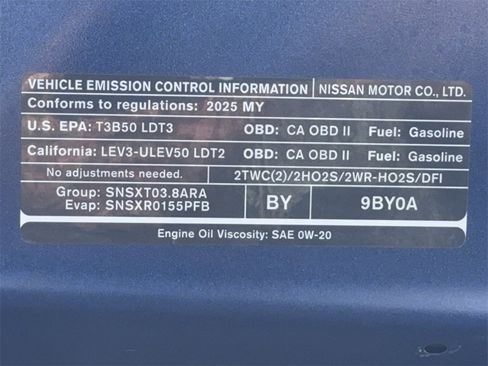 VEHICLE EMISSION CONTROL INFORMATION NISSAN MOTOR CO., LTD.
Conforms to regulations: 2025 MY
U.S. EPA: T3B50 LDT3 OBD: CA OBD II Fuel: Gasoline
California: LEV3-ULEV50 LDT2 OBD: CA OBD II Fuel: Gasoline
No adjustments needed. 2TWC(2)/2HO2S/2WR-HO2S/DFI
Group: SNSXT03.8ARA BY 9BY0A
Evap: SNSXR0155PFB
Engine Oil Viscosity: SAE 0W-20